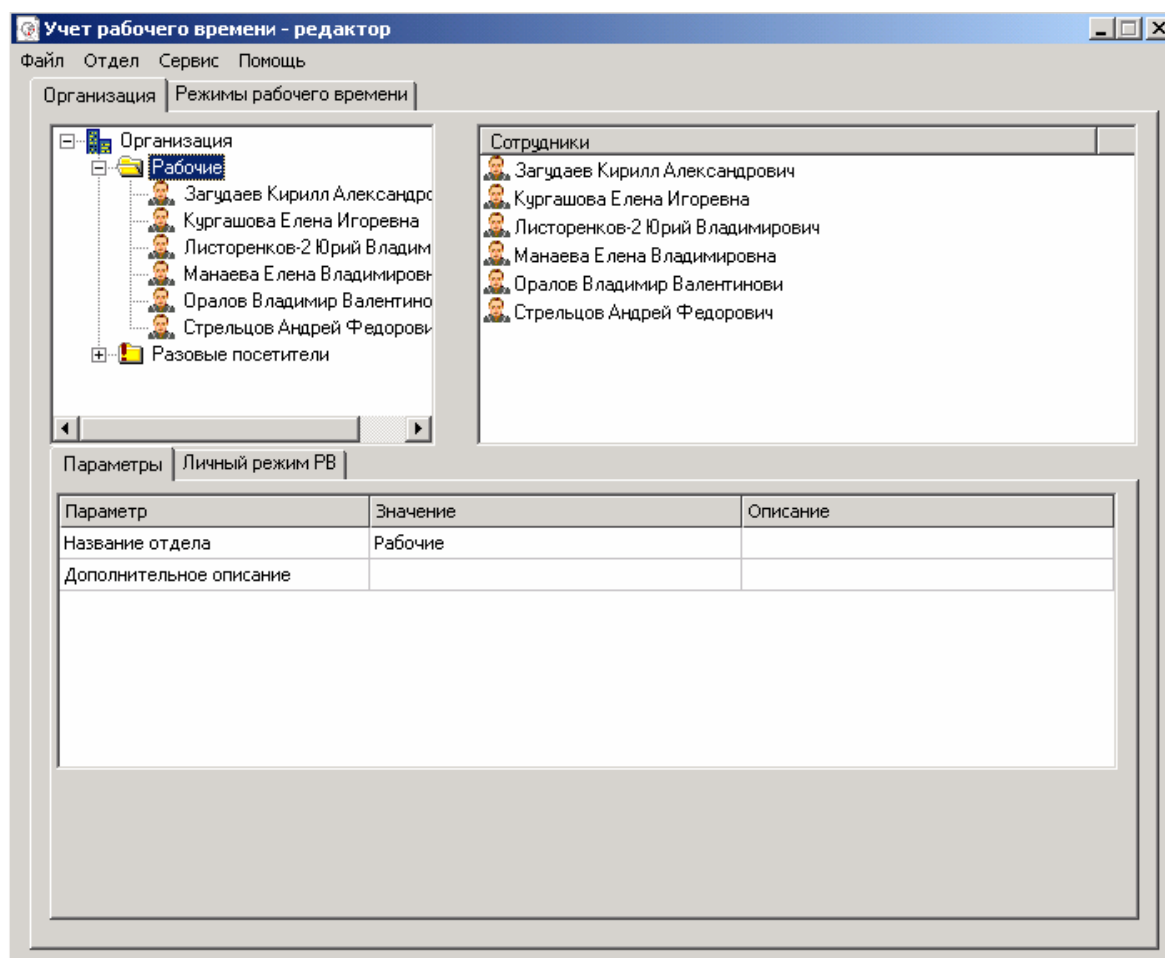 Учет рабочего времени - редактор
Файл Отдел Сервис Помощь
Организация Режимы рабочего времени
Организация
Рабочие
Загудаев Кирилл Александро
Кургашова Елена Игоревна
Листоренков-2 Юрий Владим
Манаева Елена Владимировн
Оралов Владимир Валентино
Стрельцов Андрей Федорови
Разовые посетители
Сотрудники
Загудаев Кирилл Александрович
Кургашова Елена Игоревна
Листоренков-2 Юрий Владимирович
Манаева Елена Владимировна
Оралов Владимир Валентинови
Стрельцов Андрей Федорович
Параметры Личный режим РВ
Параметр Значение Описание
Название отдела Рабочие
Дополнительное описание